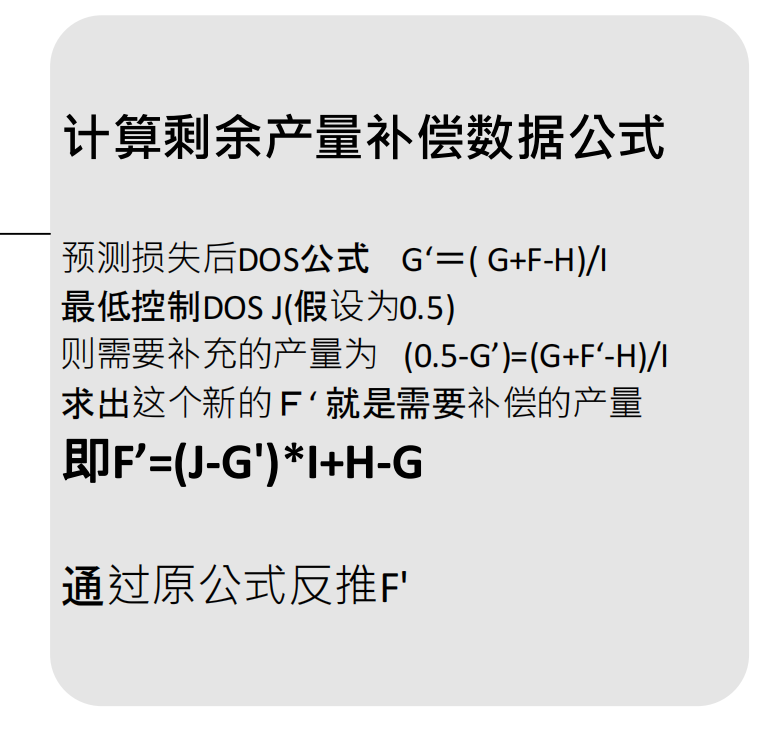 计算剩余产量补偿数据公式
预测损失后DOS公式 G‘＝( G+F-H)/I
最低控制DOS J(假设为0.5)
则需要补充的产量为 (0.5-G’)=(G+F‘-H)/I
求出这个新的Ｆ‘就是需要补偿的产量
即F’=(J-G')*I+H-G
通过原公式反推F'